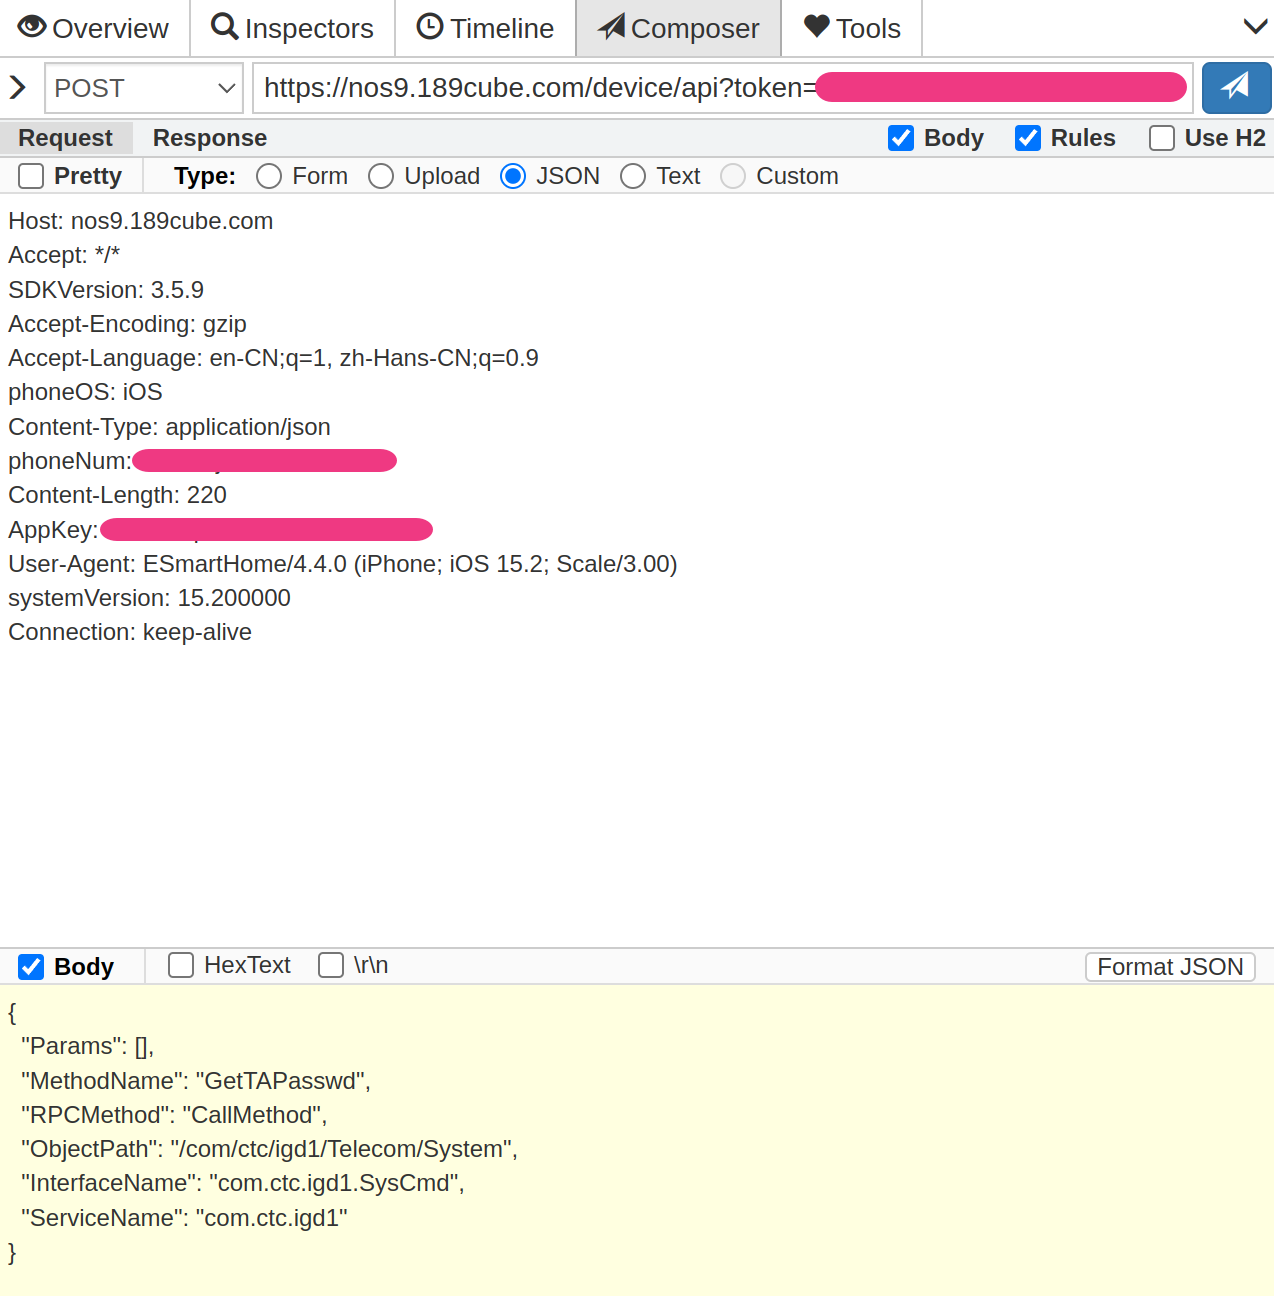 Overview Inspectors Timeline Composer Tools
POST https://nos9.189cube.com/device/api?token=
Request Response Body Rules Use H2
Pretty Type: Form Upload JSON Text Custom
Host: nos9.189cube.com
Accept: */*
SDKVersion: 3.5.9
Accept-Encoding: gzip
Accept-Language: en-CN;q=1, zh-Hans-CN;q=0.9
phoneOS: iOS
Content-Type: application/json
phoneNum:
Content-Length: 220
AppKey:
User-Agent: ESmartHome/4.4.0 (iPhone; iOS 15.2; Scale/3.00)
systemVersion: 15.200000
Connection: keep-alive
Body HexText \r\n Format JSON
{
  "Params": [],
  "MethodName": "GetTAPasswd",
  "RPCMethod": "CallMethod",
  "ObjectPath": "/com/ctc/igd1/Telecom/System",
  "InterfaceName": "com.ctc.igd1.SysCmd",
  "ServiceName": "com.ctc.igd1"
}